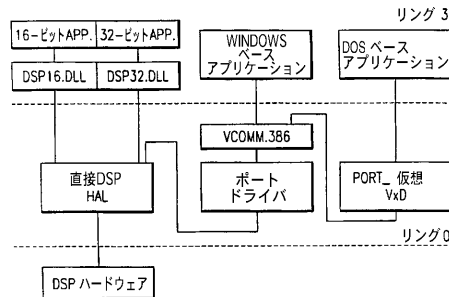 リング 3
16-ビットAPP.
32-ビットAPP.
WINDOWS
ベース
アプリケーション
DOS ベース
アプリケーション
DSP16.DLL
DSP32.DLL
VCOMM.386
直接DSP
HAL
ポート
ドライバ
PORT_ 仮想
VxD
リング0
DSP ハードウェア